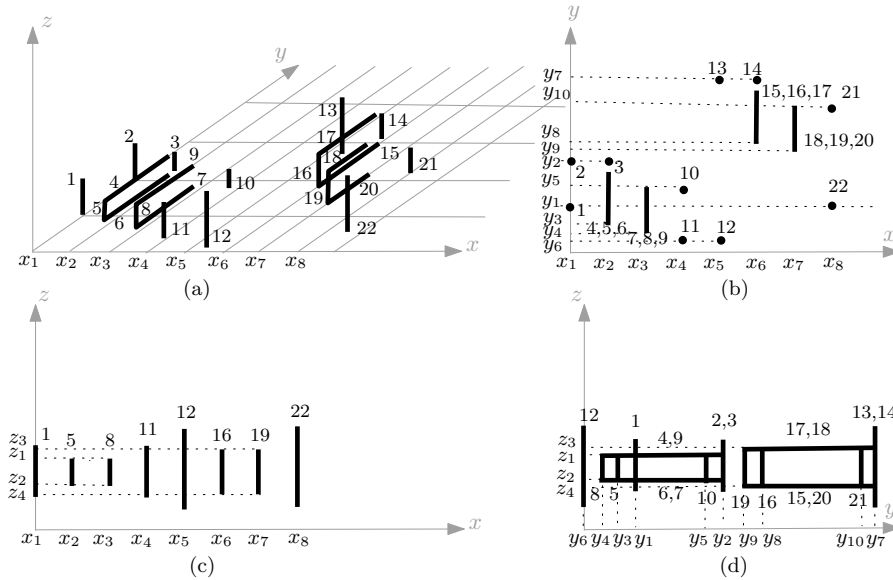 z
y
13
14
2
3
17
9
18
15
1
4
7
16
21
10
20
5
8
19
6
11
12
22
x
x1 x2 x3 x4 x5 x6 x7 x8
(a)
y
y7
13 14
y10
15,16,17 21
y8
18,19,20
y9
y2
2 3
y5
10
y1
1
22
y3
4,5,6
y4
7,8,9
11 12
y6
x
x1 x2 x3 x4 x5 x6 x7 x8
(b)
z
22
12
11
z3 1 5 8 16 19
z1
z2
z4
x
x1 x2 x3 x4 x5 x6 x7 x8
(c)
z
12 1 2,3 13,14
z3 4,9 17,18
z1
z2
z4 8 5 6,7 10 19 16 15,20 21
y
y6 y4 y3 y1 y5 y2 y9 y8 y10 y7
(d)